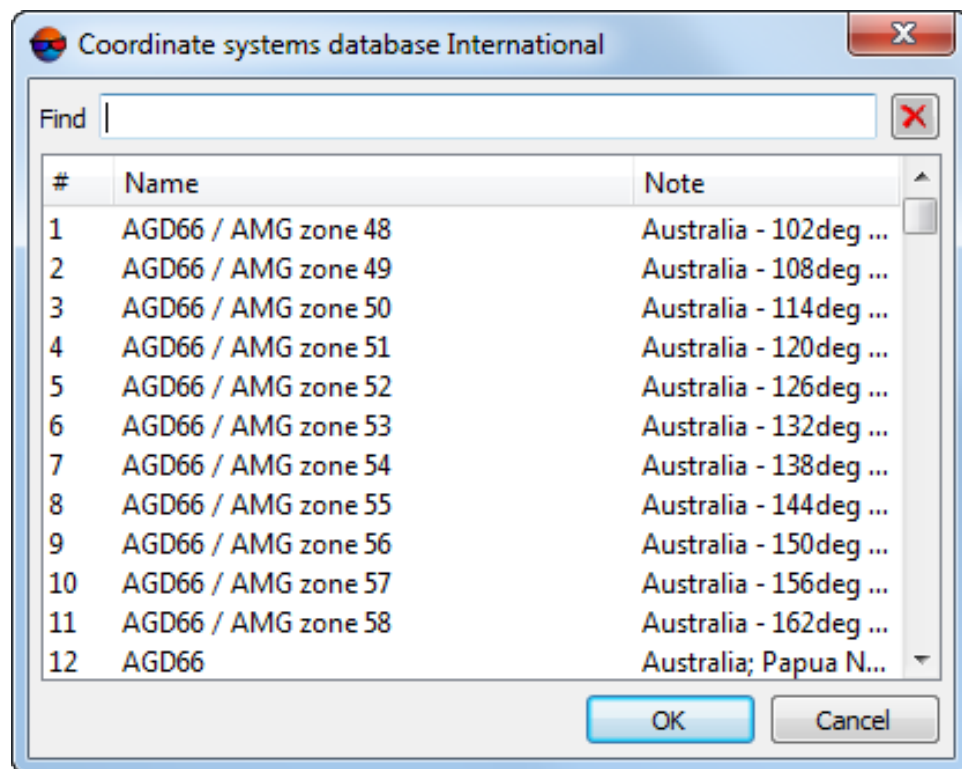 Coordinate systems database International
Find
# Name Note
1 AGD66 / AMG zone 48 Australia - 102deg ...
2 AGD66 / AMG zone 49 Australia - 108deg ...
3 AGD66 / AMG zone 50 Australia - 114deg ...
4 AGD66 / AMG zone 51 Australia - 120deg ...
5 AGD66 / AMG zone 52 Australia - 126deg ...
6 AGD66 / AMG zone 53 Australia - 132deg ...
7 AGD66 / AMG zone 54 Australia - 138deg ...
8 AGD66 / AMG zone 55 Australia - 144deg ...
9 AGD66 / AMG zone 56 Australia - 150deg ...
10 AGD66 / AMG zone 57 Australia - 156deg ...
11 AGD66 / AMG zone 58 Australia - 162deg ...
12 AGD66 Australia; Papua N...
OK Cancel